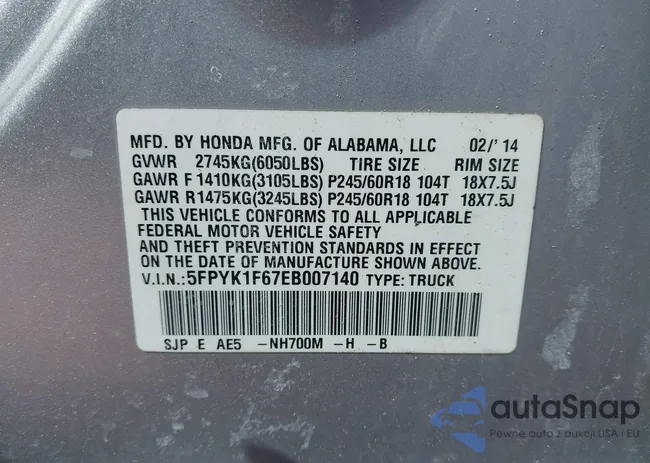 MFD. BY HONDA MFG. OF ALABAMA, LLC 02/'14
GVWR 2745KG(6050LBS) TIRE SIZE RIM SIZE
GAWR F 1410KG(3105LBS) P245/60R18 104T 18X7.5J
GAWR R1475KG(3245LBS) P245/60R18 104T 18X7.5J
THIS VEHICLE CONFORMS TO ALL APPLICABLE
FEDERAL MOTOR VEHICLE SAFETY
AND THEFT PREVENTION STANDARDS IN EFFECT
ON THE DATE OF MANUFACTURE SHOWN ABOVE.
V.I.N.:5FPYK1F67EB007140 TYPE: TRUCK
SJP E AE5 -NH700M -H -B
autaSnap
Pewne auta z aukcji USA i EU